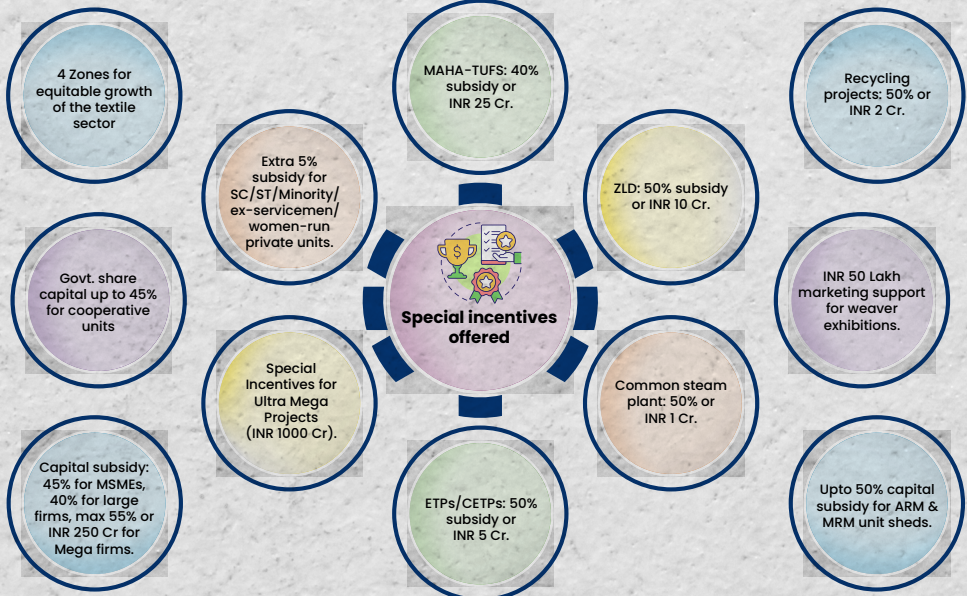 4 Zones for
equitable growth
of the textile
sector
MAHA-TUFS: 40%
subsidy or
INR 25 Cr.
Recycling
projects: 50% or
INR 2 Cr.
Extra 5%
subsidy for
SC/ST/Minority/
ex-servicemen/
women-run
private units.
ZLD: 50% subsidy
or INR 10 Cr.
Govt. share
capital up to 45%
for cooperative
units
$
Special incentives
offered
INR 50 Lakh
marketing support
for weaver
exhibitions.
Special
Incentives for
Ultra Mega
Projects
(INR 1000 Cr).
Common steam
plant: 50% or
INR 1 Cr.
Capital subsidy:
45% for MSMEs,
40% for large
firms, max 55% or
INR 250 Cr for
Mega firms.
ETPs/CETPs: 50%
subsidy or
INR 5 Cr.
Upto 50% capital
subsidy for ARM &
MRM unit sheds.